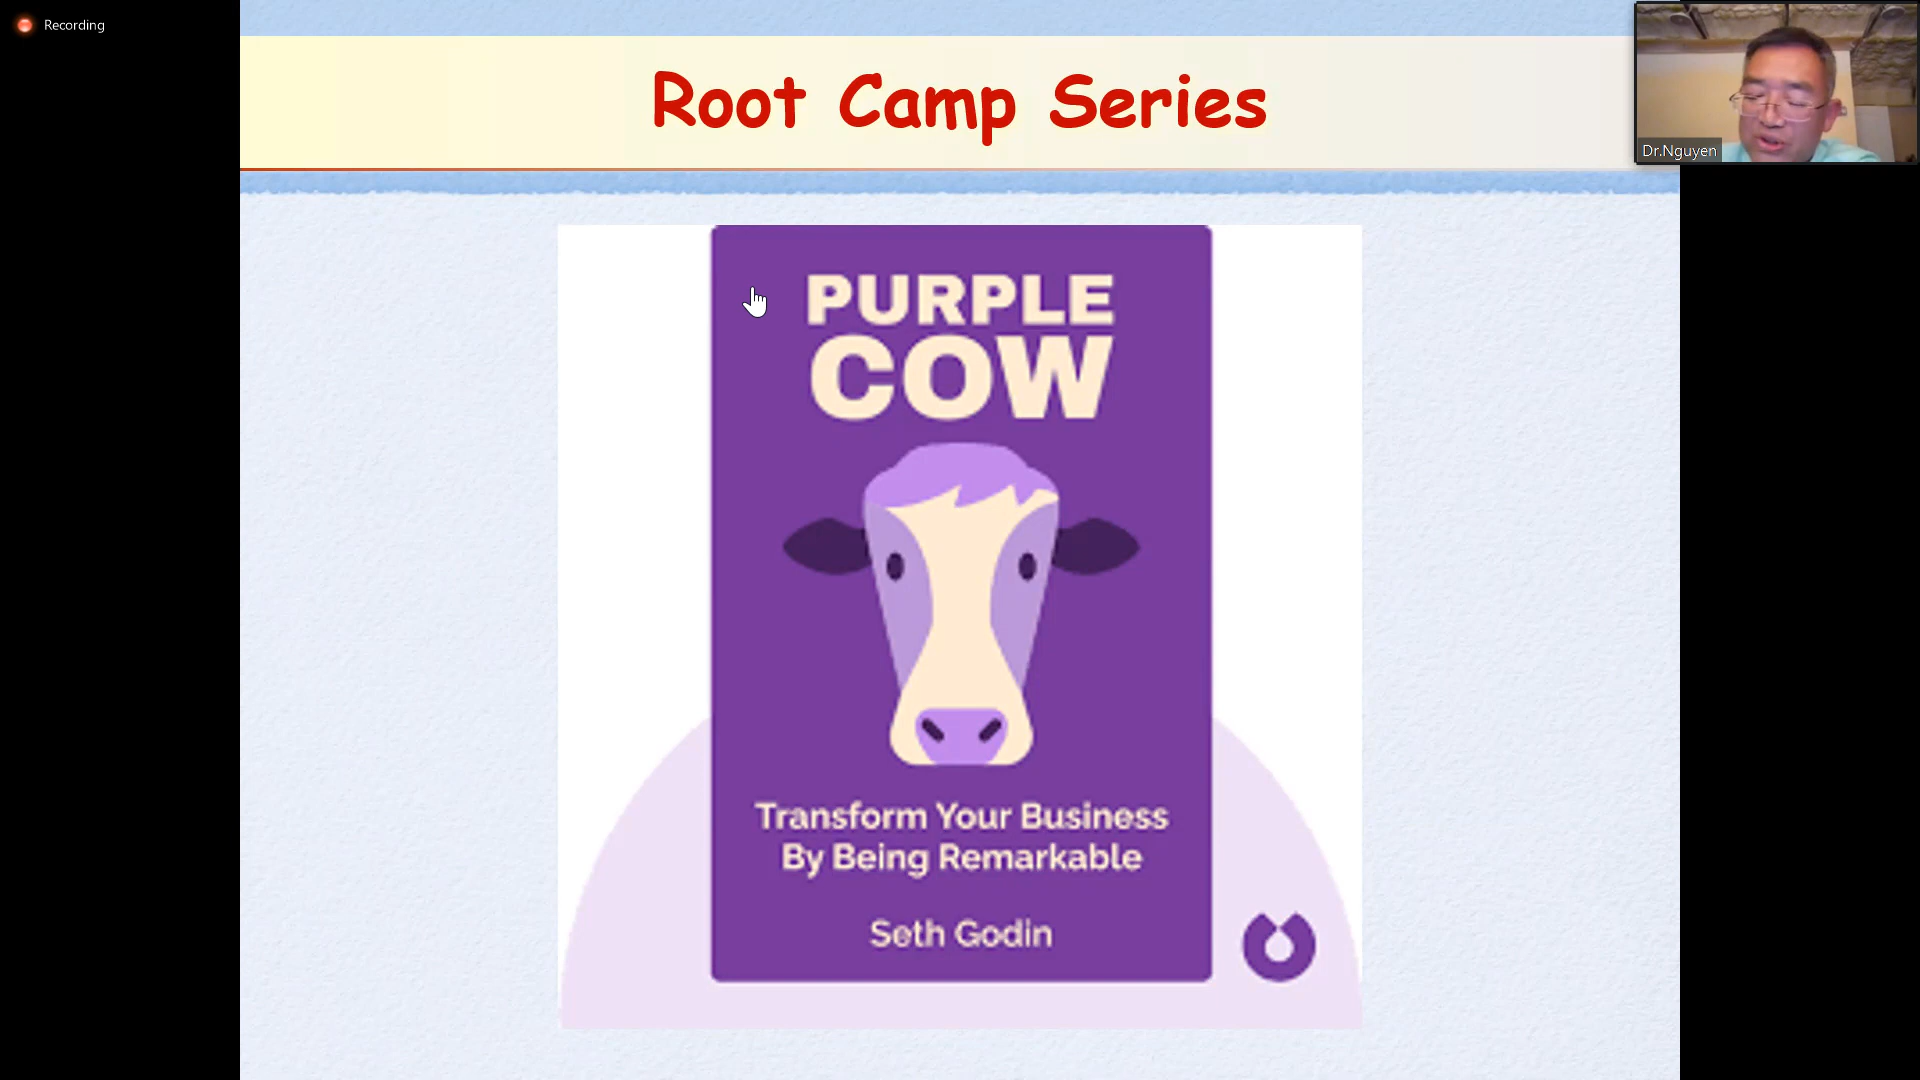 Recording
Root Camp Series
Dr.Nguyen
PURPLE
COW
Transform Your Business
By Being Remarkable
Seth Godin